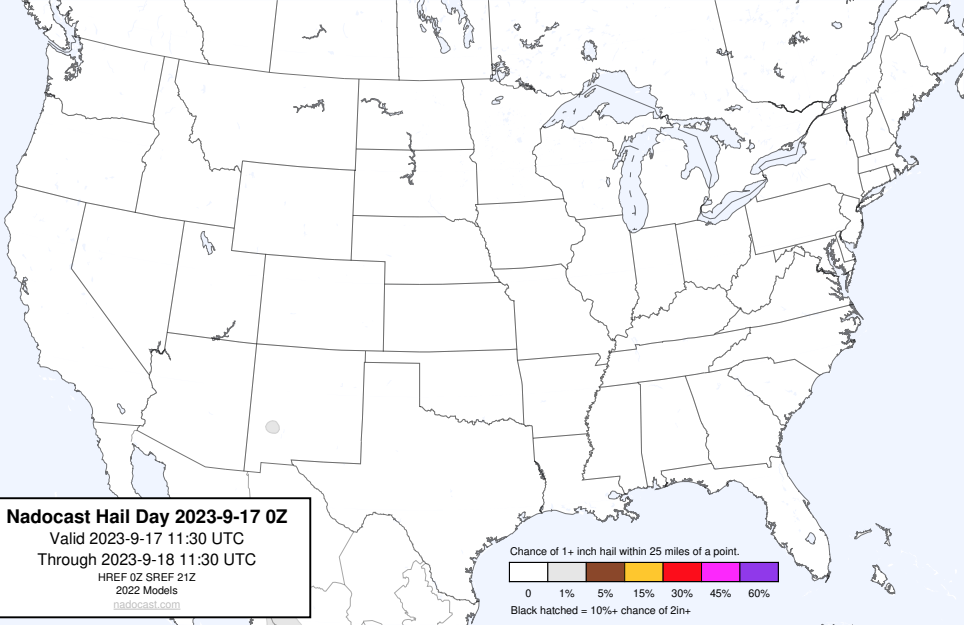 Nadocast Hail Day 2023-9-17 0Z
Valid 2023-9-17 11:30 UTC
Through 2023-9-18 11:30 UTC
HREF 0Z SREF 21Z
2022 Models
nadocast.com
Chance of 1+ inch hail within 25 miles of a point.
0 1% 5% 15% 30% 45% 60%
Black hatched = 10%+ chance of 2in+